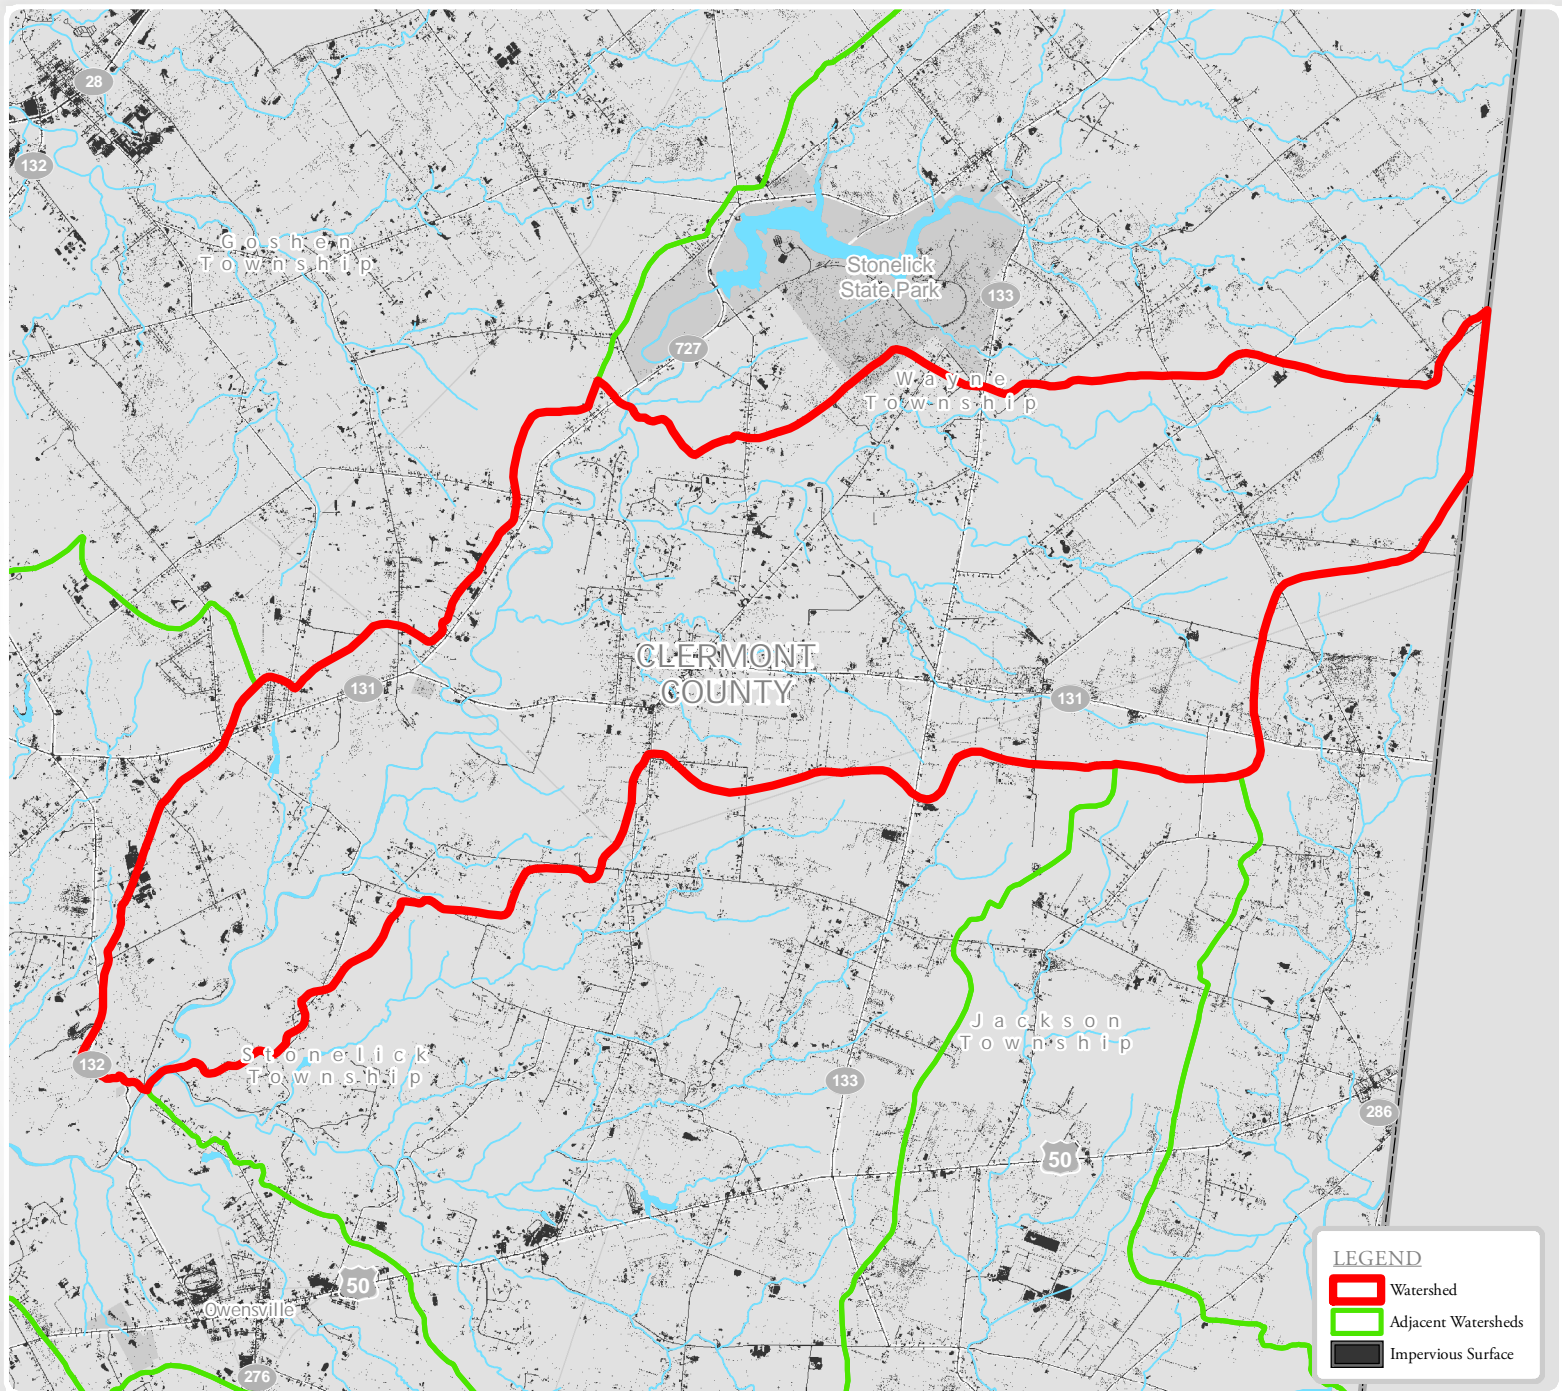 28
132
Goshen
Township
Stonelick
State Park
133
727
Wayne
Township
CLERMONT
COUNTY
131
131
Jackson
Township
Stonelick
Township
132
133
286
50
50
Owensville
276
LEGEND
Watershed
Adjacent Watersheds
Impervious Surface